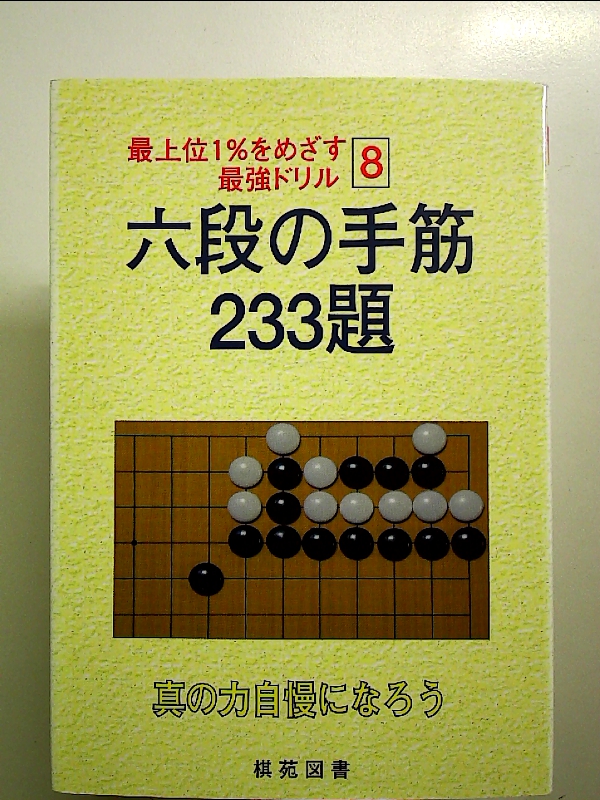 最上位1%をめざす
最強ドリル 8
六段の手筋
233題
真の力自慢になろう
棋苑図書